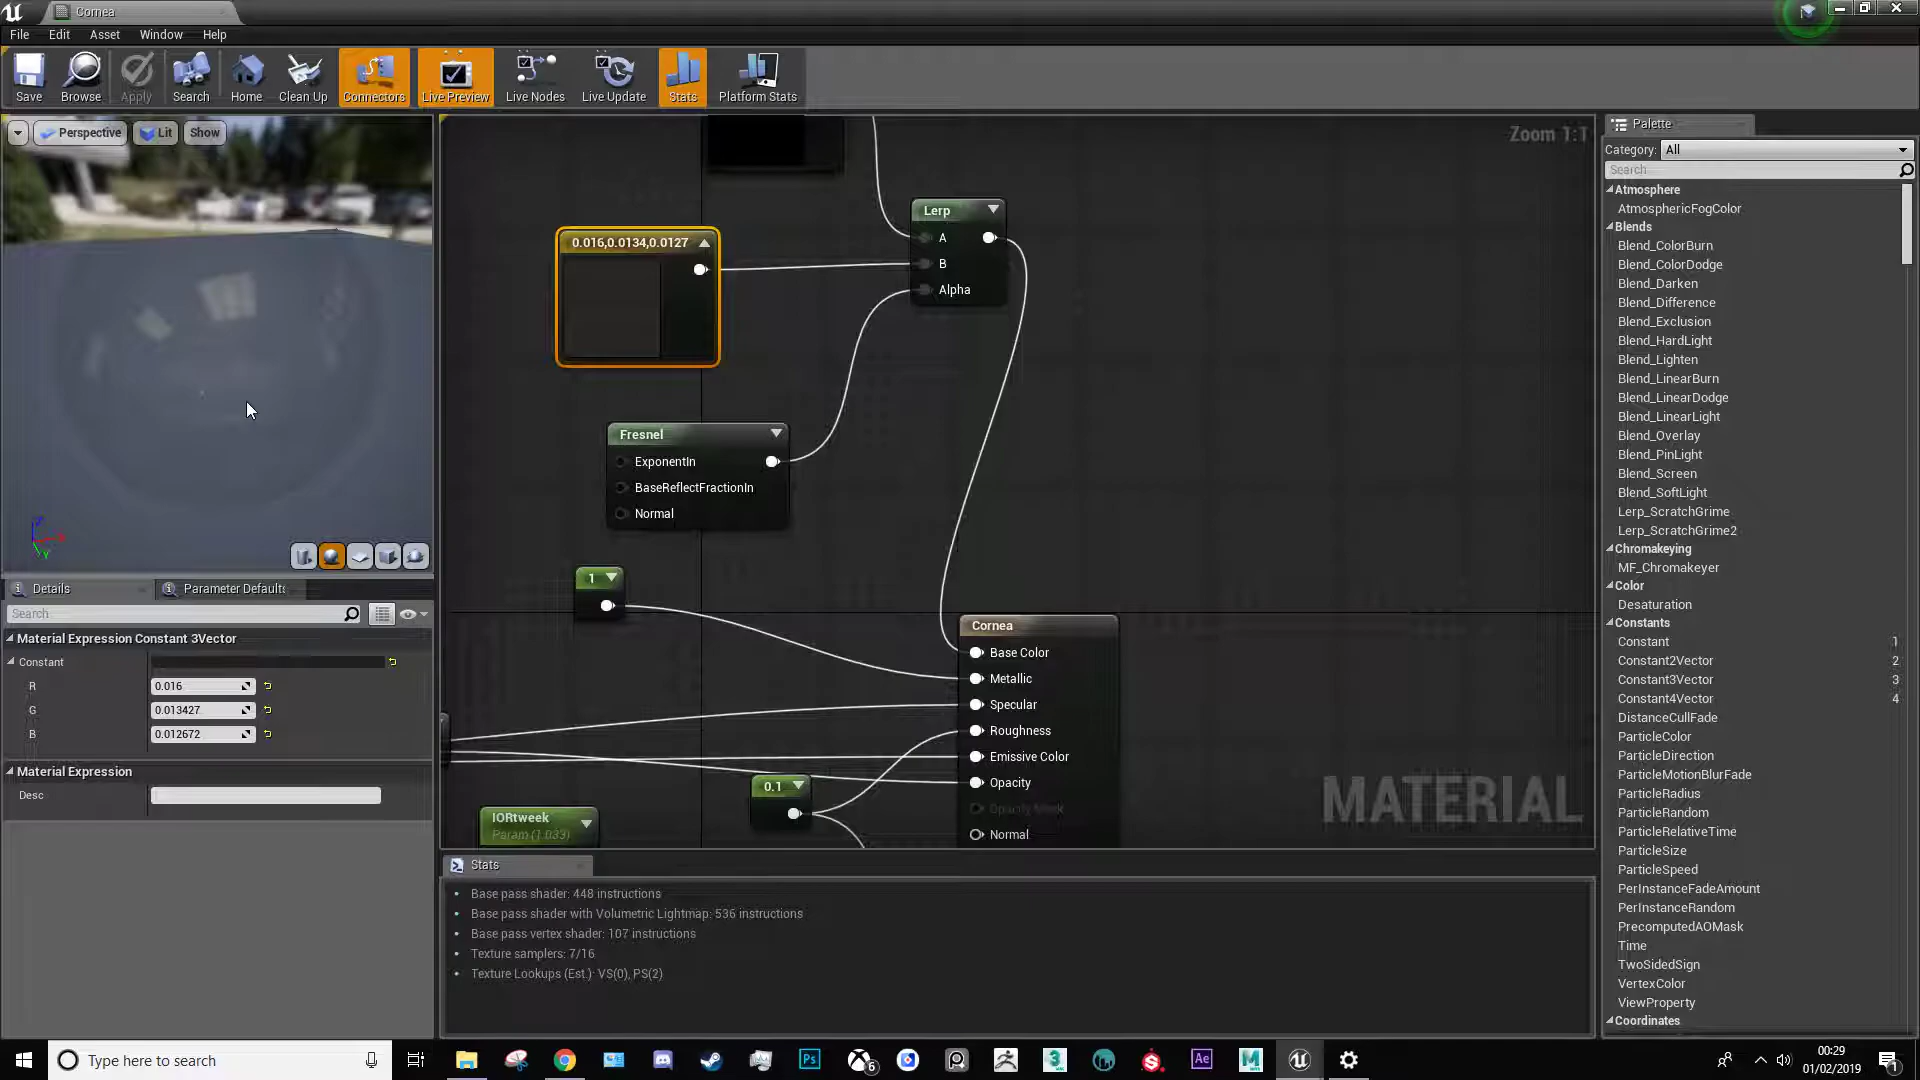 Cornea
File Edit Asset Window Help
Save Browse Apply Search Home Clean Up Connectors Live Preview Live Nodes Live Update Stats Platform Stats
Perspective Lit Show
Zoom 1:1
Lerp
A
B
Alpha
0.016,0.0134,0.0127
Fresnel
ExponentIn
BaseReflectFractionIn
Normal
1
Cornea
Base Color
Metallic
Specular
Roughness
Emissive Color
Opacity
Opacity Mask
Normal
0.1
IORtweek
Param (1.033)
MATERIAL
X
Y
Z
Details Parameter Default
Search
Material Expression Constant 3Vector
Constant
R 0.016
G 0.013427
B 0.012672
Material Expression
Desc
Stats
Base pass shader: 448 instructions
Base pass shader with Volumetric Lightmap: 536 instructions
Base pass vertex shader: 107 instructions
Texture samplers: 7/16
Texture Lookups (Est.): VS(0), PS(2)
Palette
Category: All
Search
Atmosphere
AtmosphericFogColor
Blends
Blend_ColorBurn
Blend_ColorDodge
Blend_Darken
Blend_Difference
Blend_Exclusion
Blend_HardLight
Blend_Lighten
Blend_LinearBurn
Blend_LinearDodge
Blend_LinearLight
Blend_Overlay
Blend_PinLight
Blend_Screen
Blend_SoftLight
Lerp_ScratchGrime
Lerp_ScratchGrime2
Chromakeying
MF_Chromakeyer
Color
Desaturation
Constants
Constant 1
Constant2Vector 2
Constant3Vector 3
Constant4Vector 4
DistanceCullFade
ParticleColor
ParticleDirection
ParticleMotionBlurFade
ParticleRadius
ParticleRandom
ParticleRelativeTime
ParticleSize
ParticleSpeed
PerInstanceFadeAmount
PerInstanceRandom
PrecomputedAOMask
Time
TwoSidedSign
VertexColor
ViewProperty
Coordinates
Type here to search
Ps
6
3
Ae
M
00:29
01/02/2019
1